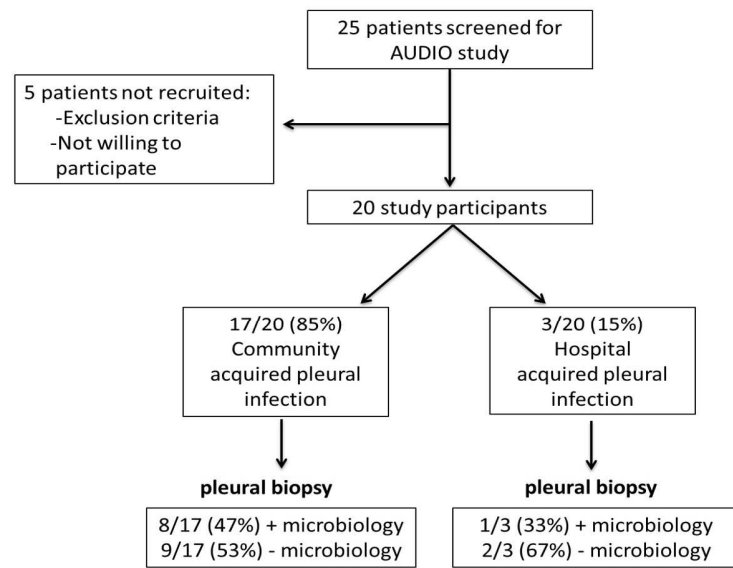 25 patients screened for
AUDIO study
5 patients not recruited:
-Exclusion criteria
-Not willing to
participate
20 study participants
17/20 (85%)
Community
acquired pleural
infection
3/20 (15%)
Hospital
acquired pleural
infection
pleural biopsy
pleural biopsy
8/17 (47%) + microbiology
9/17 (53%) - microbiology
1/3 (33%) + microbiology
2/3 (67%) - microbiology